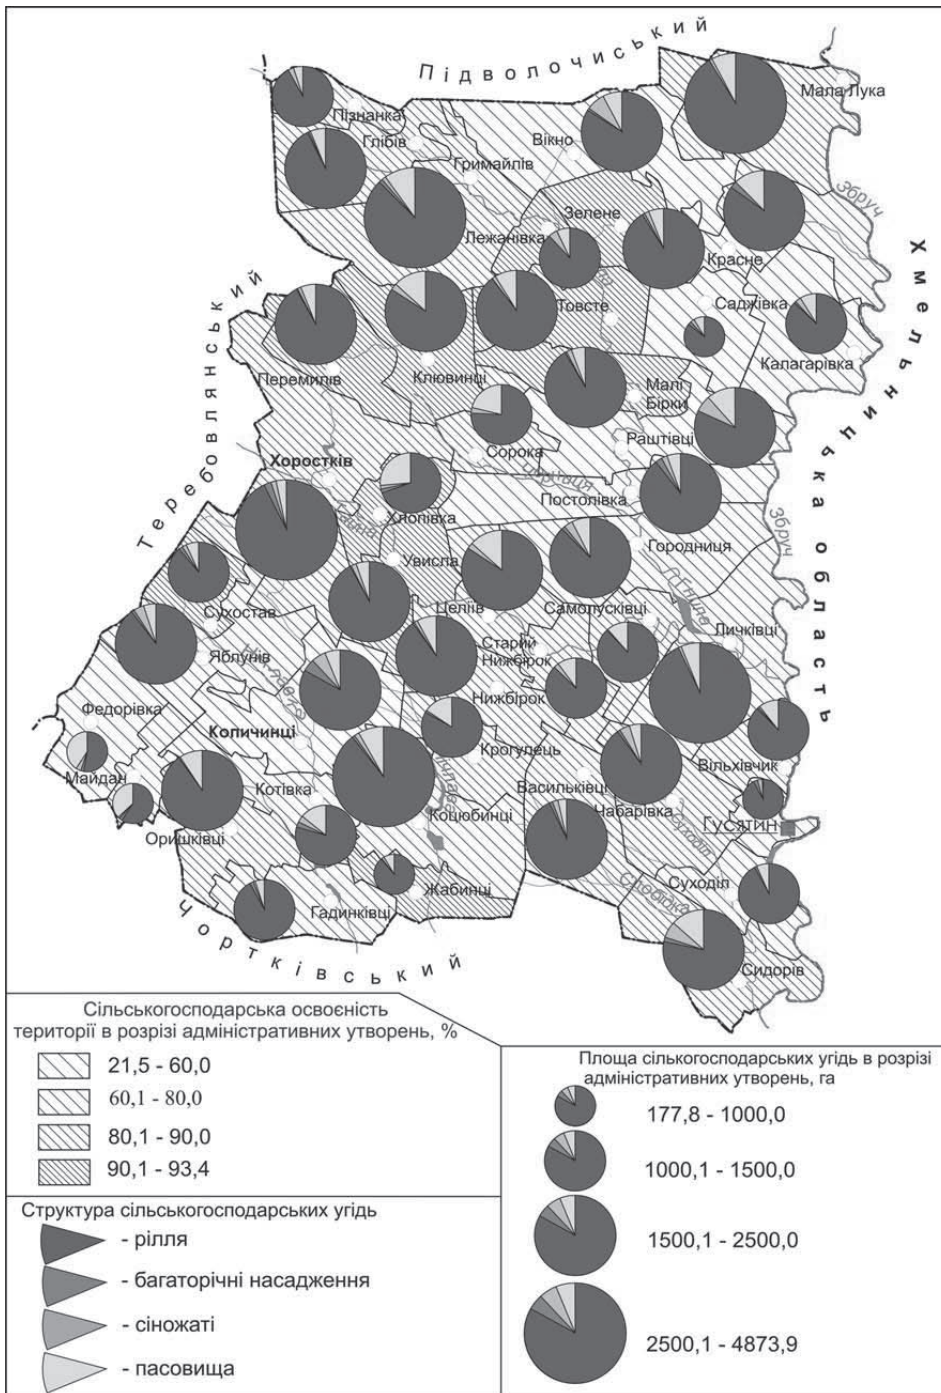 Підволочиський
Мала Лука
Пізнанка
Глібів
Вікно
Гримайлів
Збруч
Зелене
Лежанівка
Красне
Хмельницька область
Теребовлянський
Товсте
Саджівка
Калагарівка
Перемилів
Клювинці
Малі
Бірки
Раштівці
Сорока
Хоростків
Постолівка
Хлопівка
Збруч
Городниця
Увисла
Целіїв
Самолусківці
Сухостав
Личківці
Старий
Нижбірок
Яблунів
Нижбірок
Федорівка
Копичинці
Крогулець
Вільхівчик
Майдан
Котівка
Васильківці
Чабарівка
Коцюбинці
Гусятин
Оришківці
Суходіл
Жабинці
Суходіл
Гадинківці
Слобідка
Сидорів
Чортківський
Сільськогосподарська освоєність
території в розрізі адміністративних утворень, %
21,5 - 60,0
60,1 - 80,0
80,1 - 90,0
90,1 - 93,4
Структура сільськогосподарських угідь
- рілля
- багаторічні насадження
- сіножаті
- пасовища
Площа сількогосподарських угідь в розрізі
адміністративних утворень, га
177,8 - 1000,0
1000,1 - 1500,0
1500,1 - 2500,0
2500,1 - 4873,9